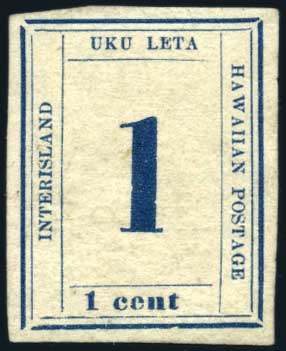 UKU LETA
INTERISLAND
1
HAWAIIAN POSTAGE
1 cent